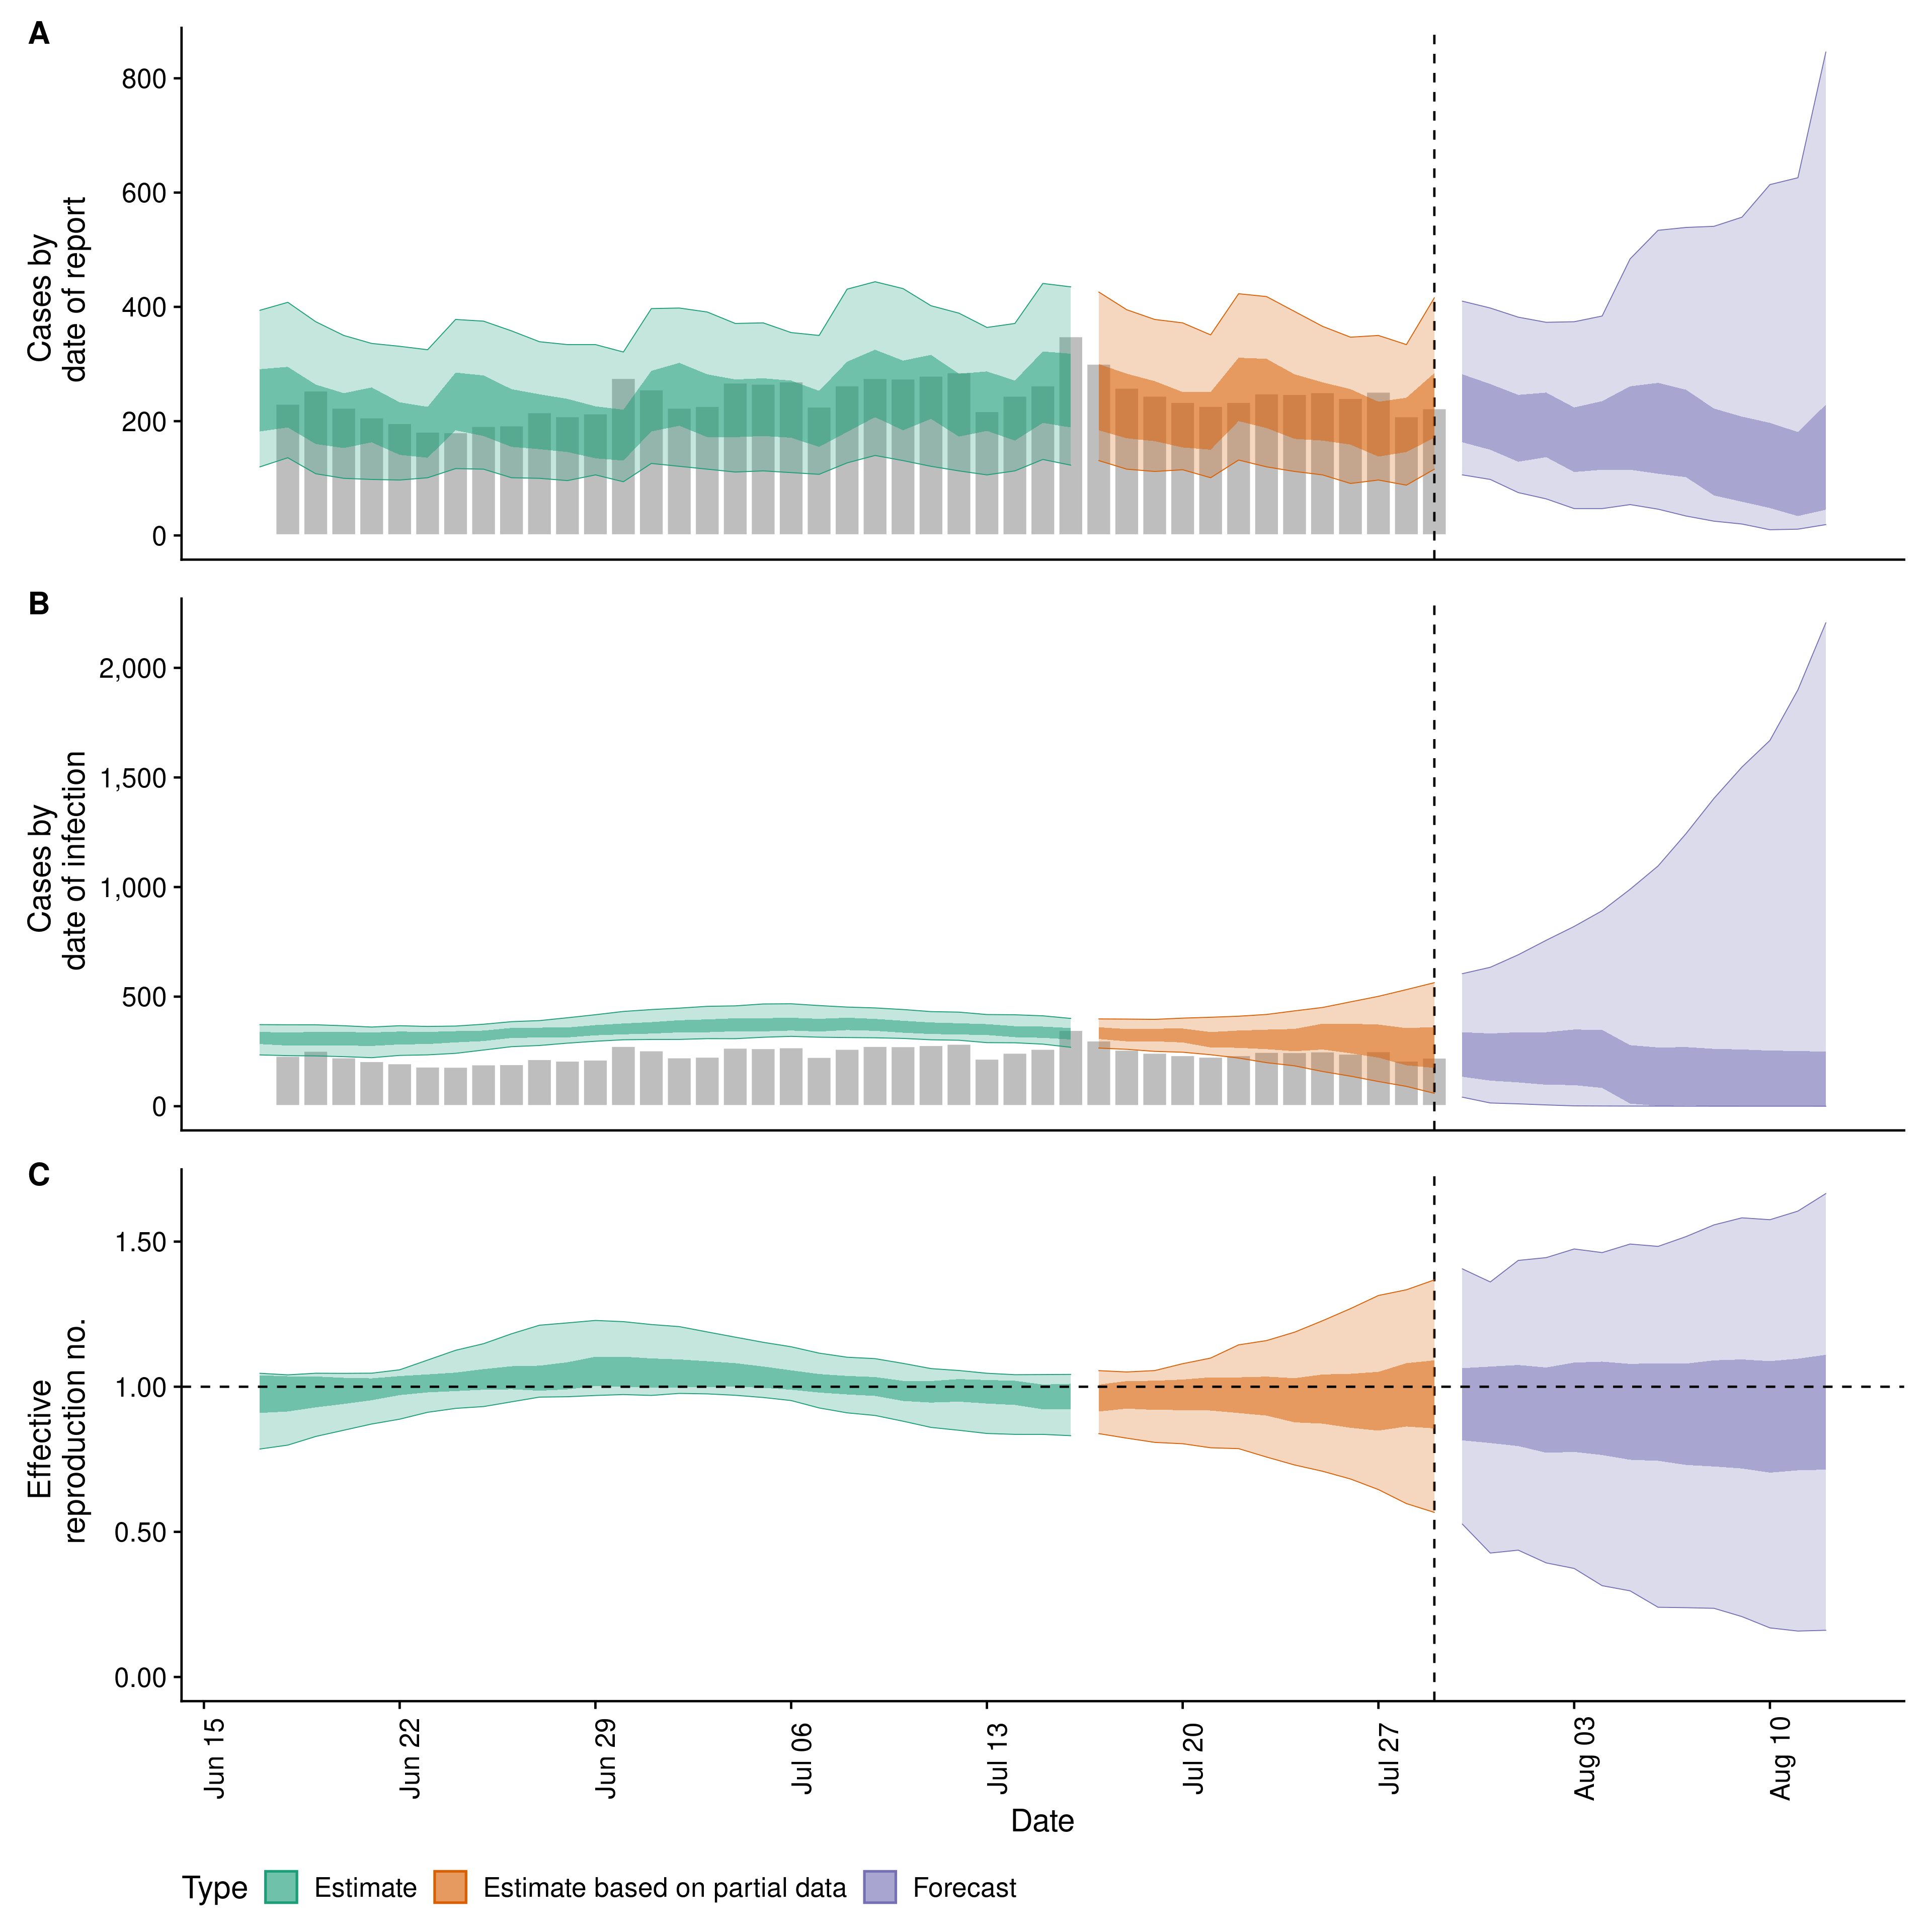 A
Cases by
date of report
800
600
400
200
0
B
Cases by
date of infection
2,000
1,500
1,000
500
0
C
Effective
reproduction no.
1.50
1.00
0.50
0.00
Jun 15
Jun 22
Jun 29
Jul 06
Jul 13
Jul 20
Jul 27
Aug 03
Aug 10
Date
Type Estimate Estimate based on partial data Forecast